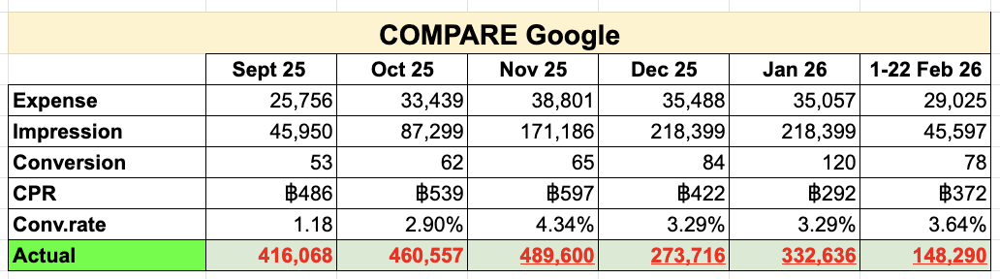 COMPARE Google
Sept 25 Oct 25 Nov 25 Dec 25 Jan 26 1-22 Feb 26
Expense 25,756 33,439 38,801 35,488 35,057 29,025
Impression 45,950 87,299 171,186 218,399 218,399 45,597
Conversion 53 62 65 84 120 78
CPR ฿486 ฿539 ฿597 ฿422 ฿292 ฿372
Conv.rate 1.18 2.90% 4.34% 3.29% 3.29% 3.64%
Actual 416,068 460,557 489,600 273,716 332,636 148,290